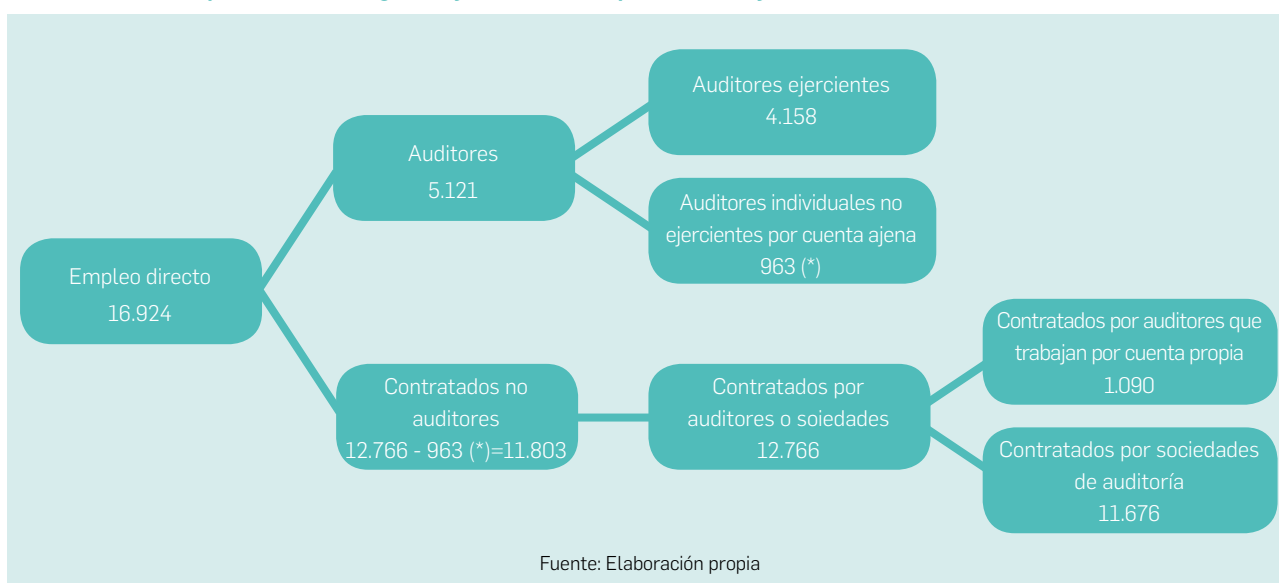 Auditores ejercientes
4.158
Auditores
5.121
Auditores individuales no
ejercientes por cuenta ajena
963 (*)
Empleo directo
16.924
Contratados no
auditores
12.766 - 963 (*)=11.803
Contratados por
auditores o soiedades
12.766
Contratados por auditores que
trabajan por cuenta propia
1.090
Contratados por sociedades
de auditoría
11.676
Fuente: Elaboración propia